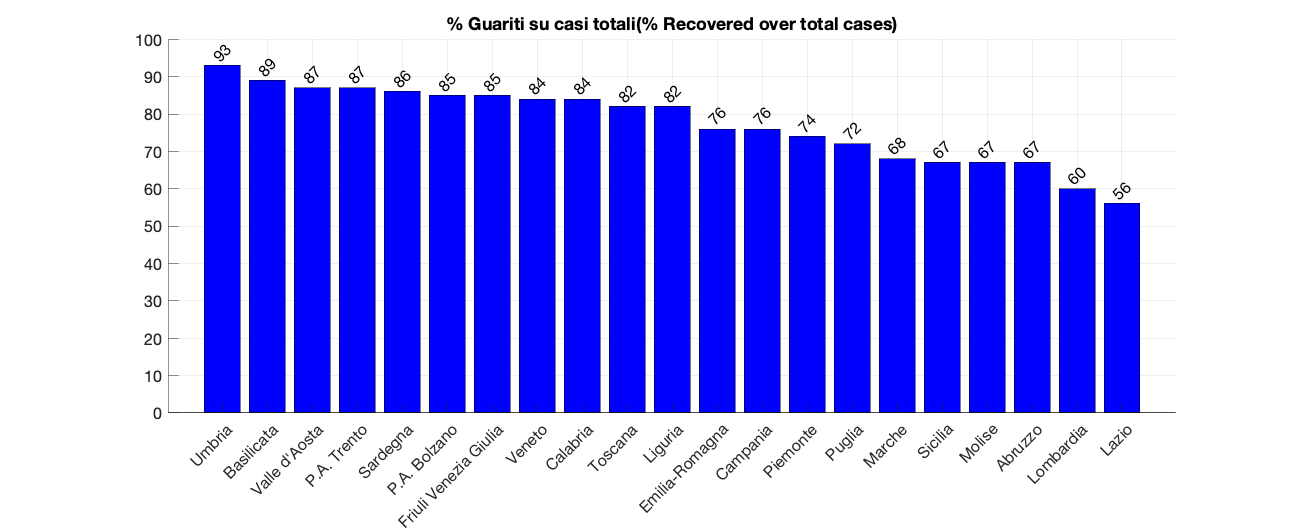 % Guariti su casi totali(% Recovered over total cases)
100
90
80
70
60
50
40
30
20
10
0
93
89
87
87
86
85
85
84
84
82
82
76
76
74
72
68
67
67
67
60
56
Umbria
Basilicata
Valle d'Aosta
P.A. Trento
Sardegna
P.A. Bolzano
Friuli Venezia Giulia
Veneto
Calabria
Toscana
Liguria
Emilia-Romagna
Campania
Piemonte
Puglia
Marche
Sicilia
Molise
Abruzzo
Lombardia
Lazio